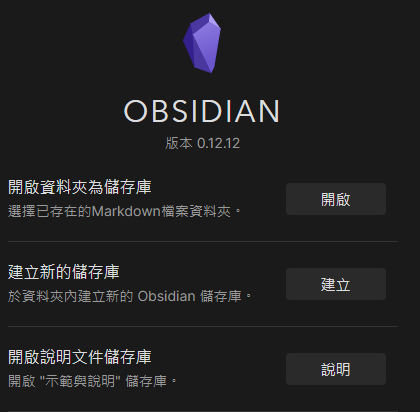 OBSIDIAN
版本 0.12.12
開啟資料夾為儲存庫
選擇已存在的Markdown檔案資料夾。
開啟
建立新的儲存庫
於資料夾內建立新的 Obsidian 儲存庫。
建立
開啟說明文件儲存庫
開啟 "示範與說明" 儲存庫。
說明